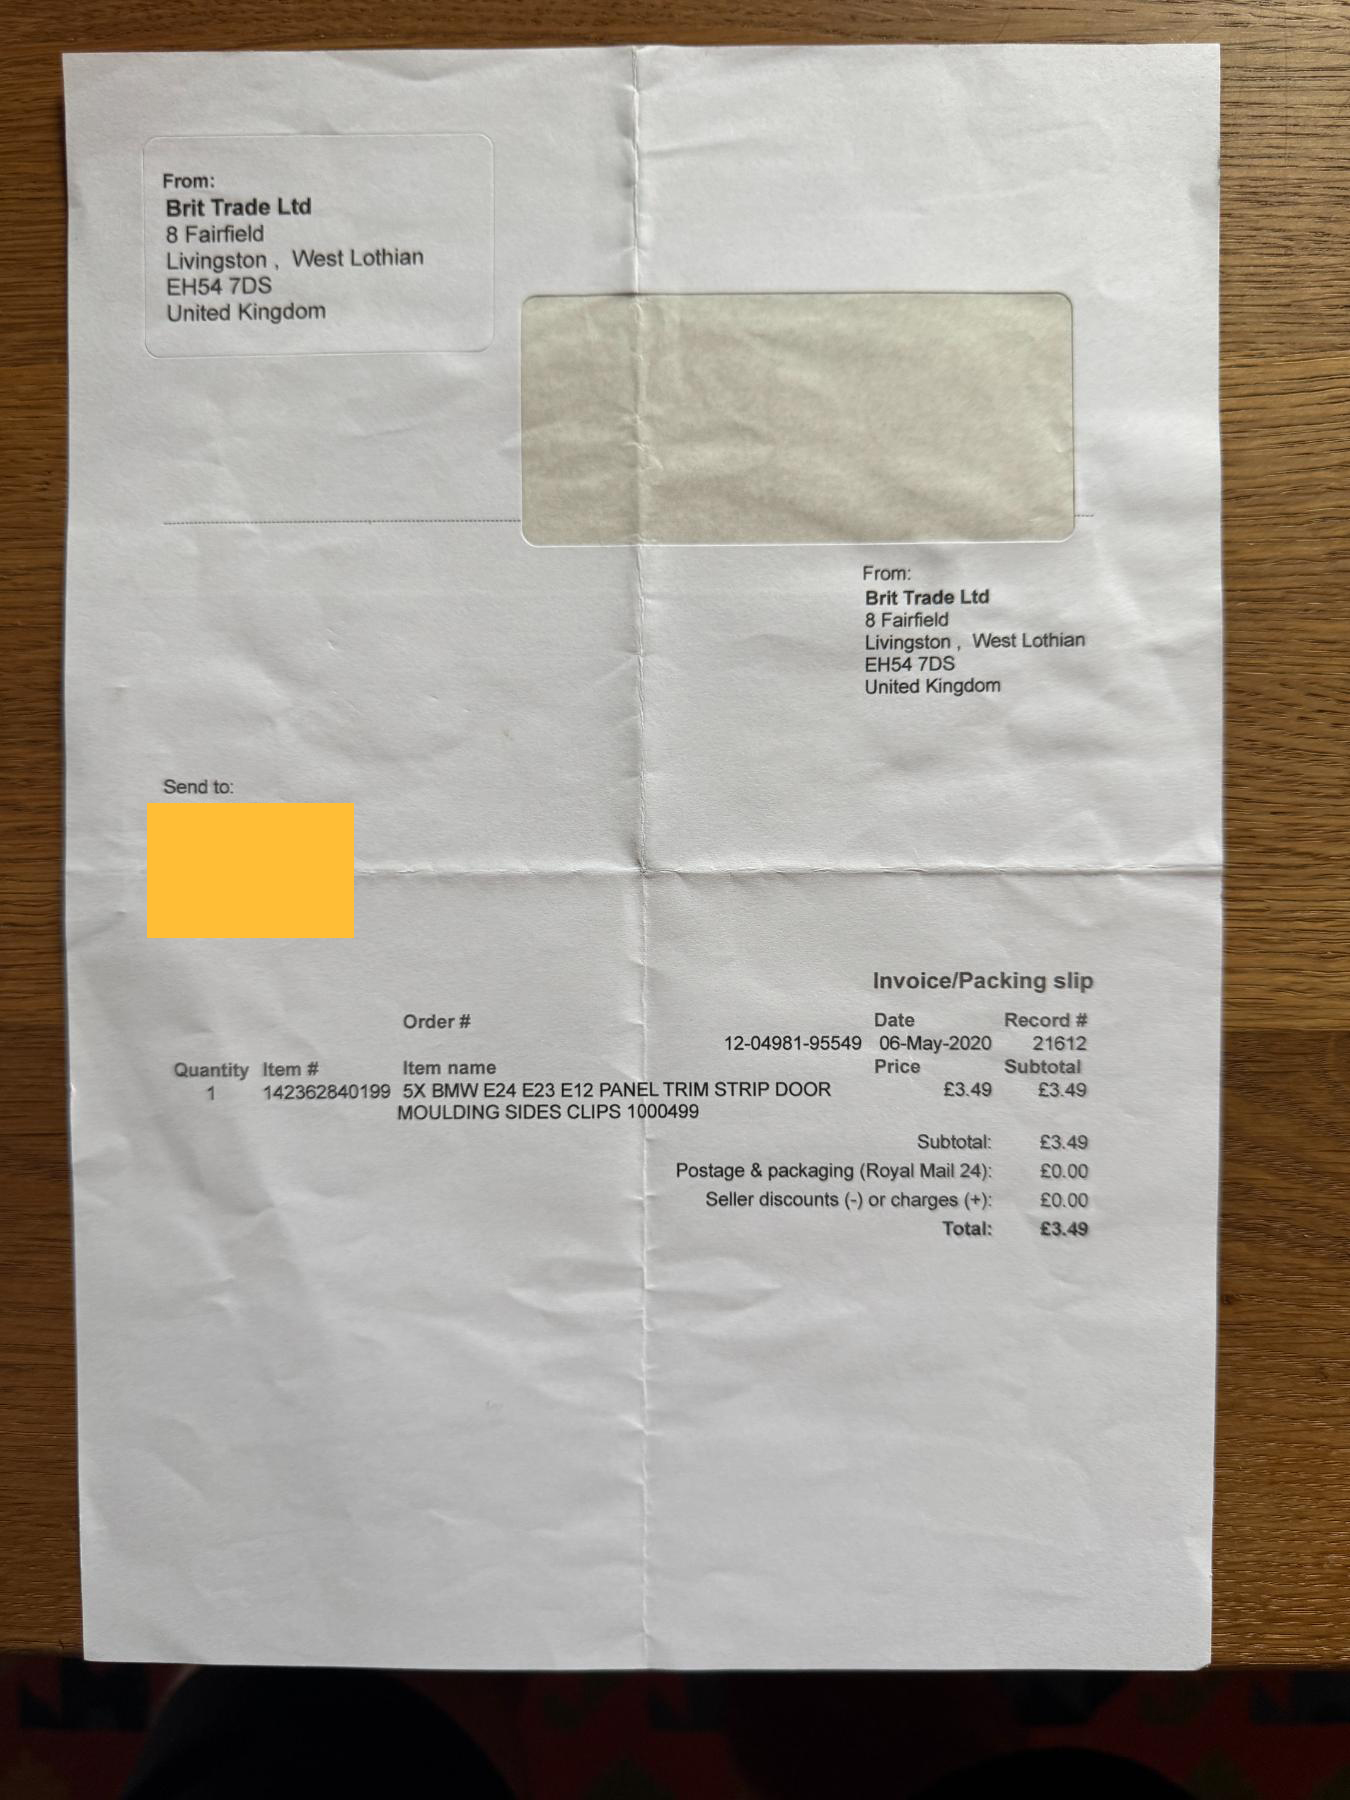 From:
Brit Trade Ltd
8 Fairfield
Livingston , West Lothian
EH54 7DS
United Kingdom
From:
Brit Trade Ltd
8 Fairfield
Livingston , West Lothian
EH54 7DS
United Kingdom
Send to:
Invoice/Packing slip
Order # Date Record #
12-04981-95549 06-May-2020 21612
Quantity Item # Item name Price Subtotal
1 142362840199 5X BMW E24 E23 E12 PANEL TRIM STRIP DOOR £3.49 £3.49
MOULDING SIDES CLIPS 1000499
Subtotal: £3.49
Postage & packaging (Royal Mail 24): £0.00
Seller discounts (-) or charges (+): £0.00
Total: £3.49